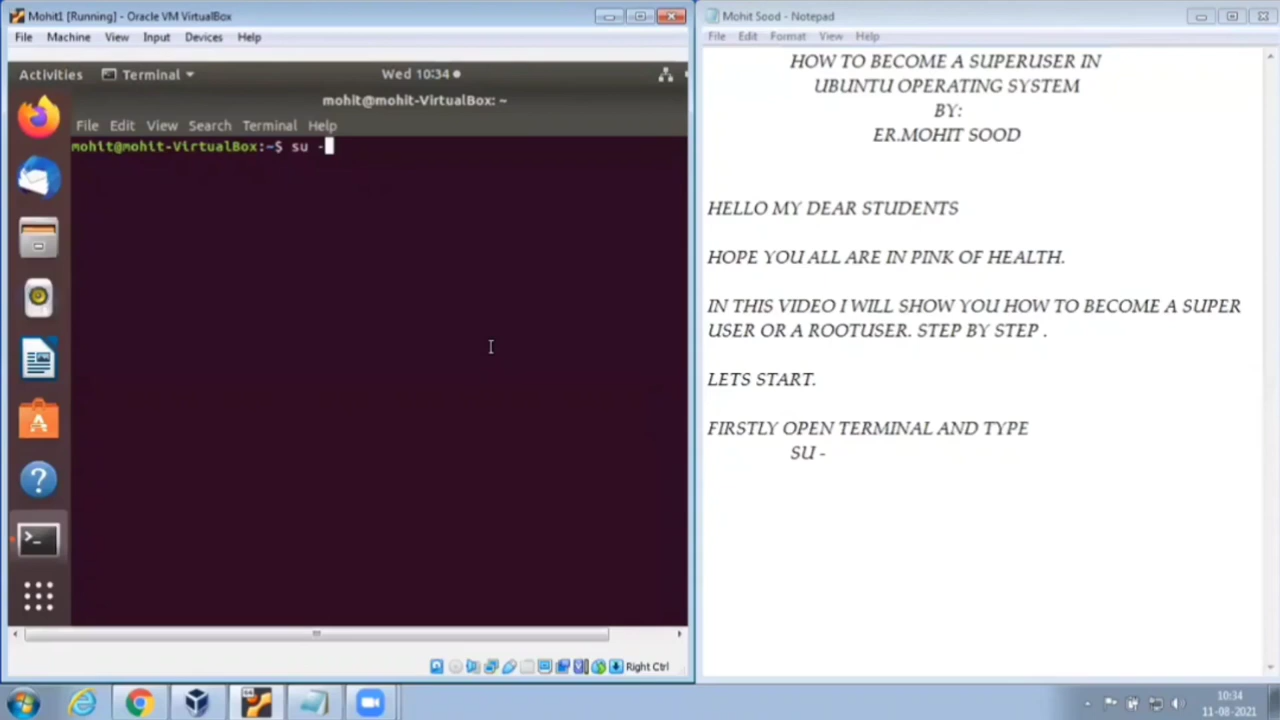 Mohit1 [Running] - Oracle VM VirtualBox
File Machine View Input Devices Help
Activities Terminal Wed 10:34
mohit@mohit-VirtualBox: ~
File Edit View Search Terminal Help
mohit@mohit-VirtualBox:~$ su -
Right Ctrl
Mohit Sood - Notepad
File Edit Format View Help
HOW TO BECOME A SUPERUSER IN
UBUNTU OPERATING SYSTEM
BY:
ER.MOHIT SOOD
HELLO MY DEAR STUDENTS
HOPE YOU ALL ARE IN PINK OF HEALTH.
IN THIS VIDEO I WILL SHOW YOU HOW TO BECOME A SUPER
USER OR A ROOTUSER. STEP BY STEP .
LETS START.
FIRSTLY OPEN TERMINAL AND TYPE
SU -
10:34
11-08-2021